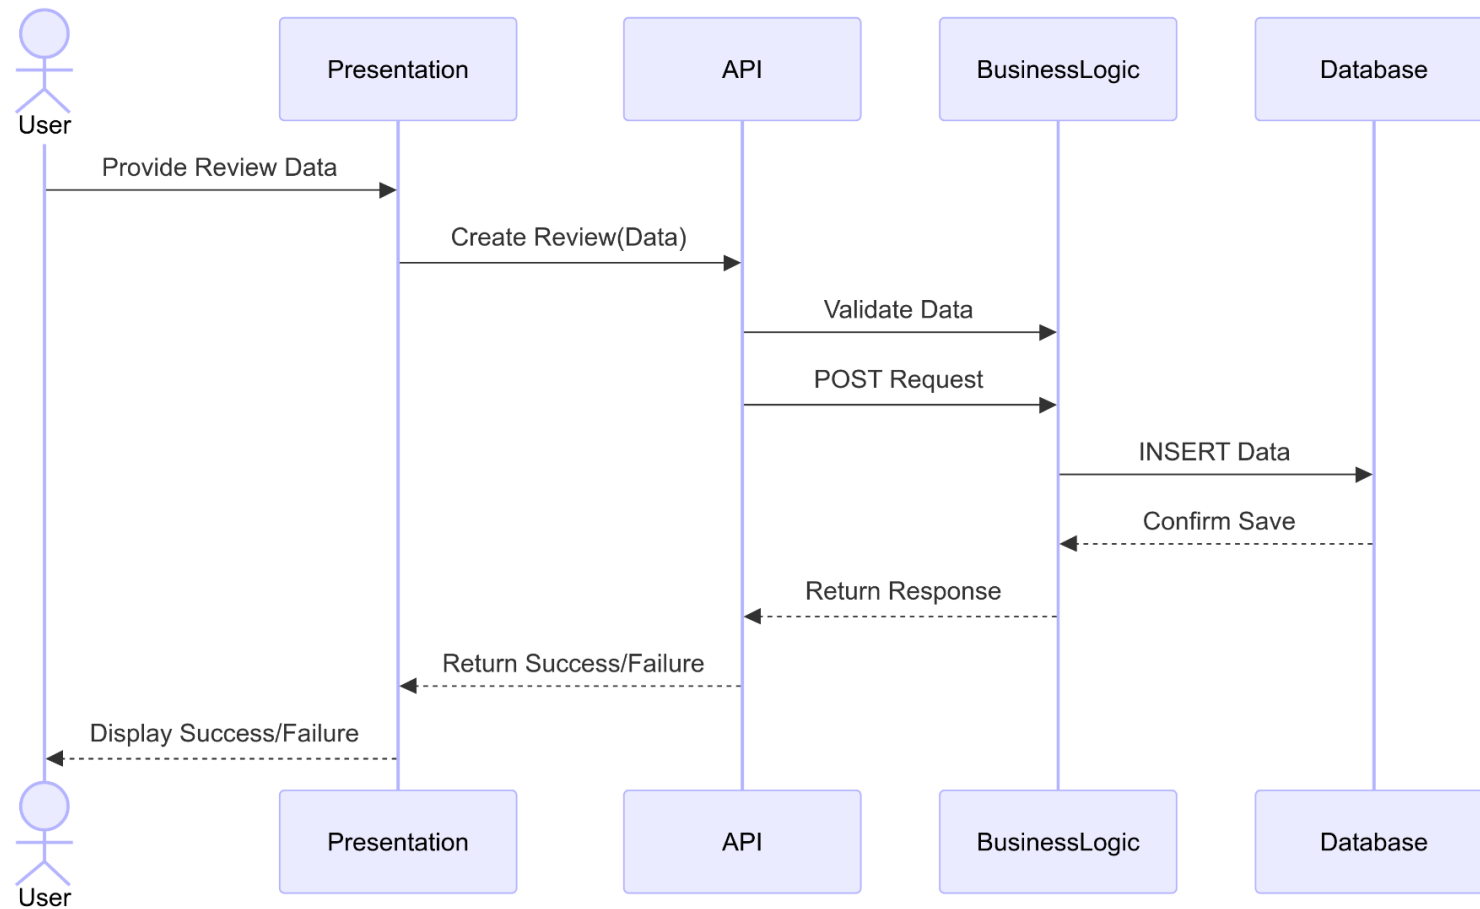 User
Presentation
API
BusinessLogic
Database
Provide Review Data
Create Review(Data)
Validate Data
POST Request
INSERT Data
Confirm Save
Return Response
Return Success/Failure
Display Success/Failure
User
Presentation
API
BusinessLogic
Database